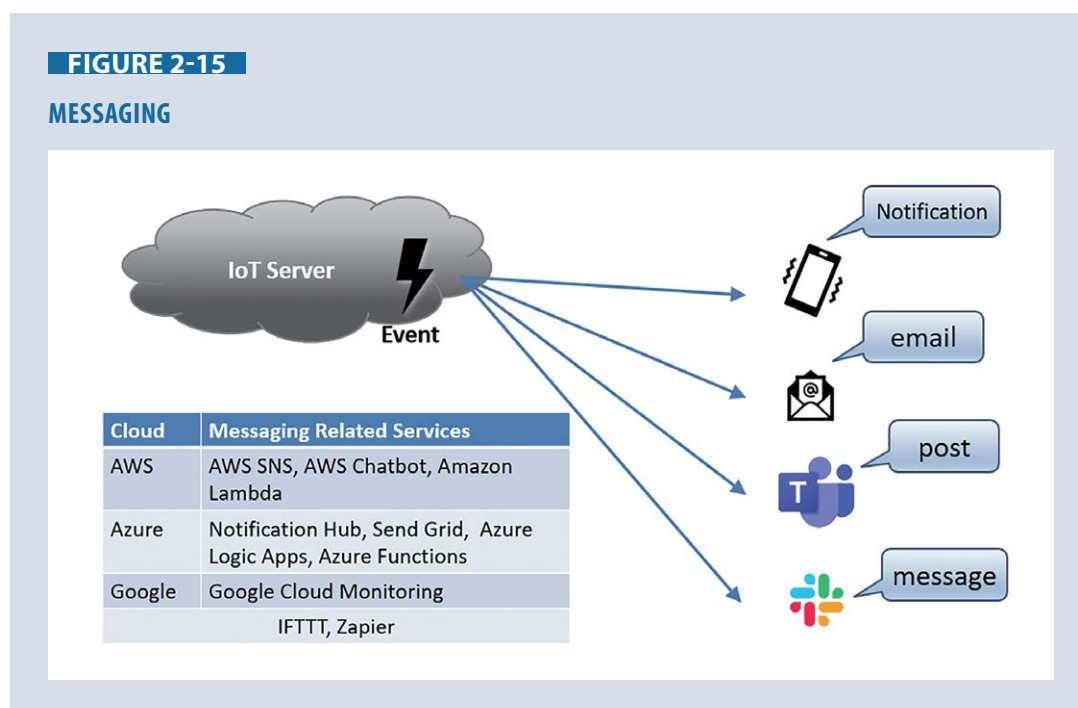 FIGURE 2-15
MESSAGING
IoT Server
Event
Notification
email
@
T
post
message
Cloud Messaging Related Services
AWS AWS SNS, AWS Chatbot, Amazon
Lambda
Azure Notification Hub, Send Grid, Azure
Logic Apps, Azure Functions
Google Google Cloud Monitoring
IFTTT, Zapier